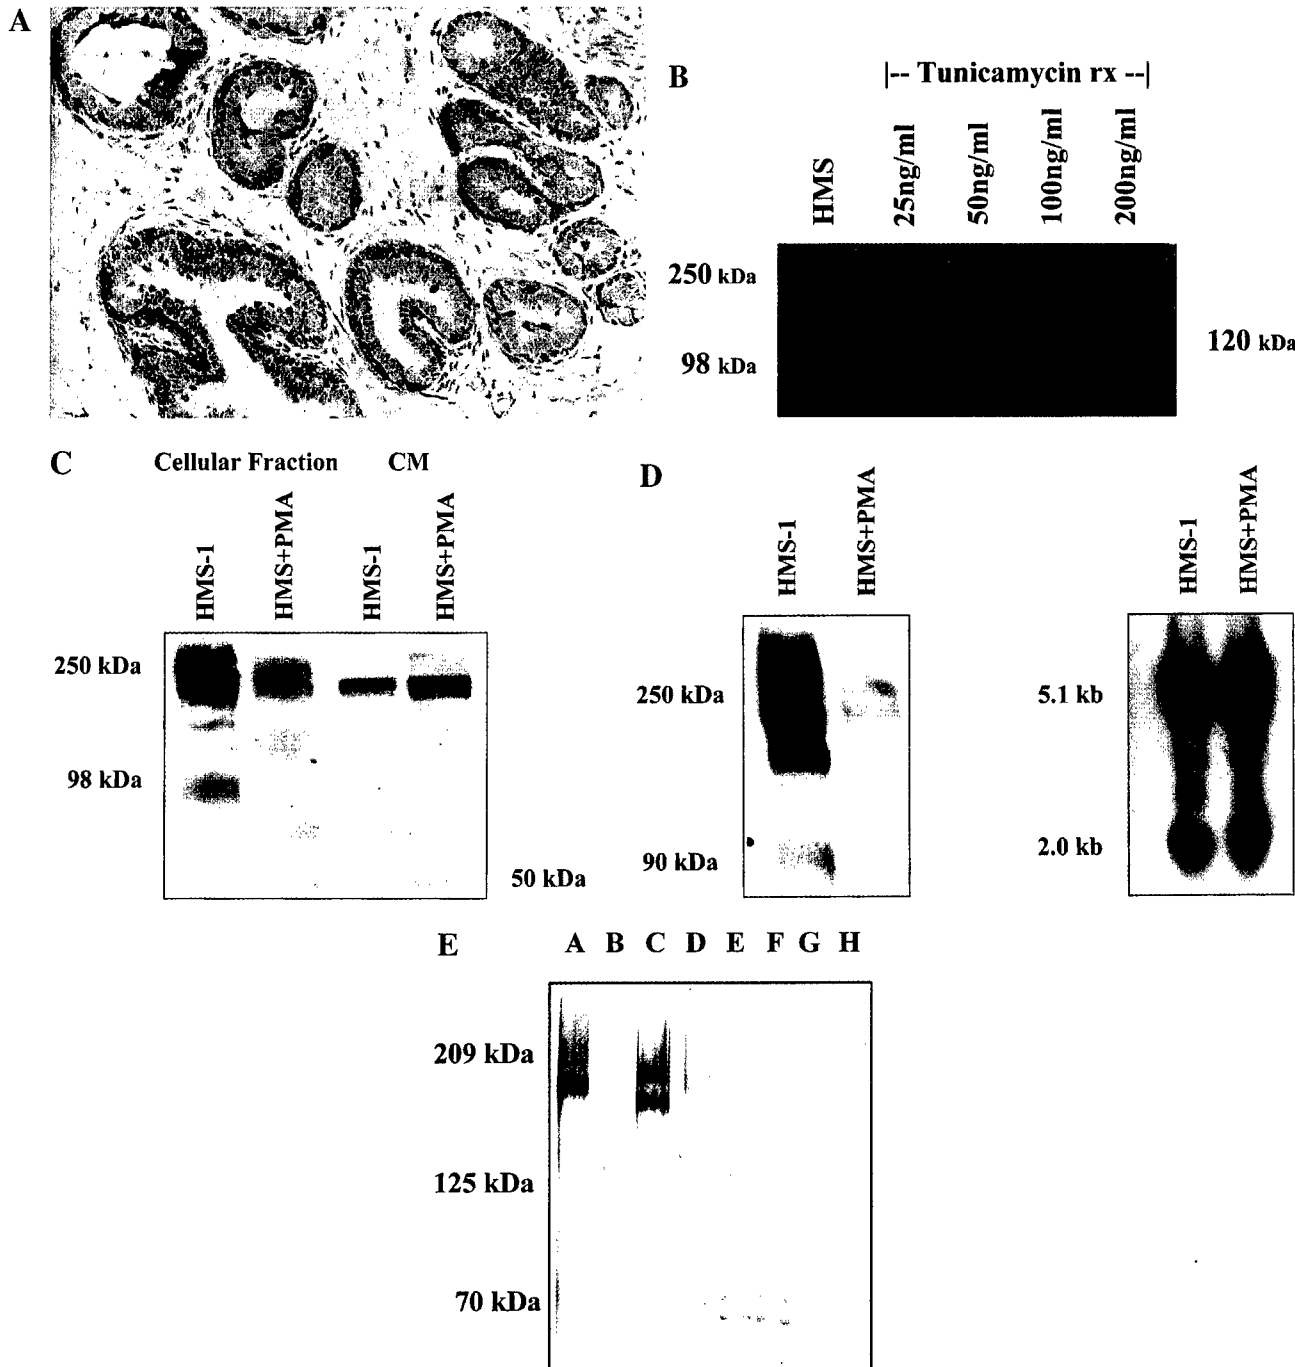 A
B
|-- Tunicamycin rx --|
HMS
25ng/ml
50ng/ml
100ng/ml
200ng/ml
250 kDa
98 kDa
120 kDa
C
Cellular Fraction CM
HMS-1
HMS+PMA
HMS-1
HMS+PMA
250 kDa
98 kDa
50 kDa
D
HMS-1
HMS+PMA
250 kDa
90 kDa
HMS-1
HMS+PMA
5.1 kb
2.0 kb
E
A B C D E F G H
209 kDa
125 kDa
70 kDa